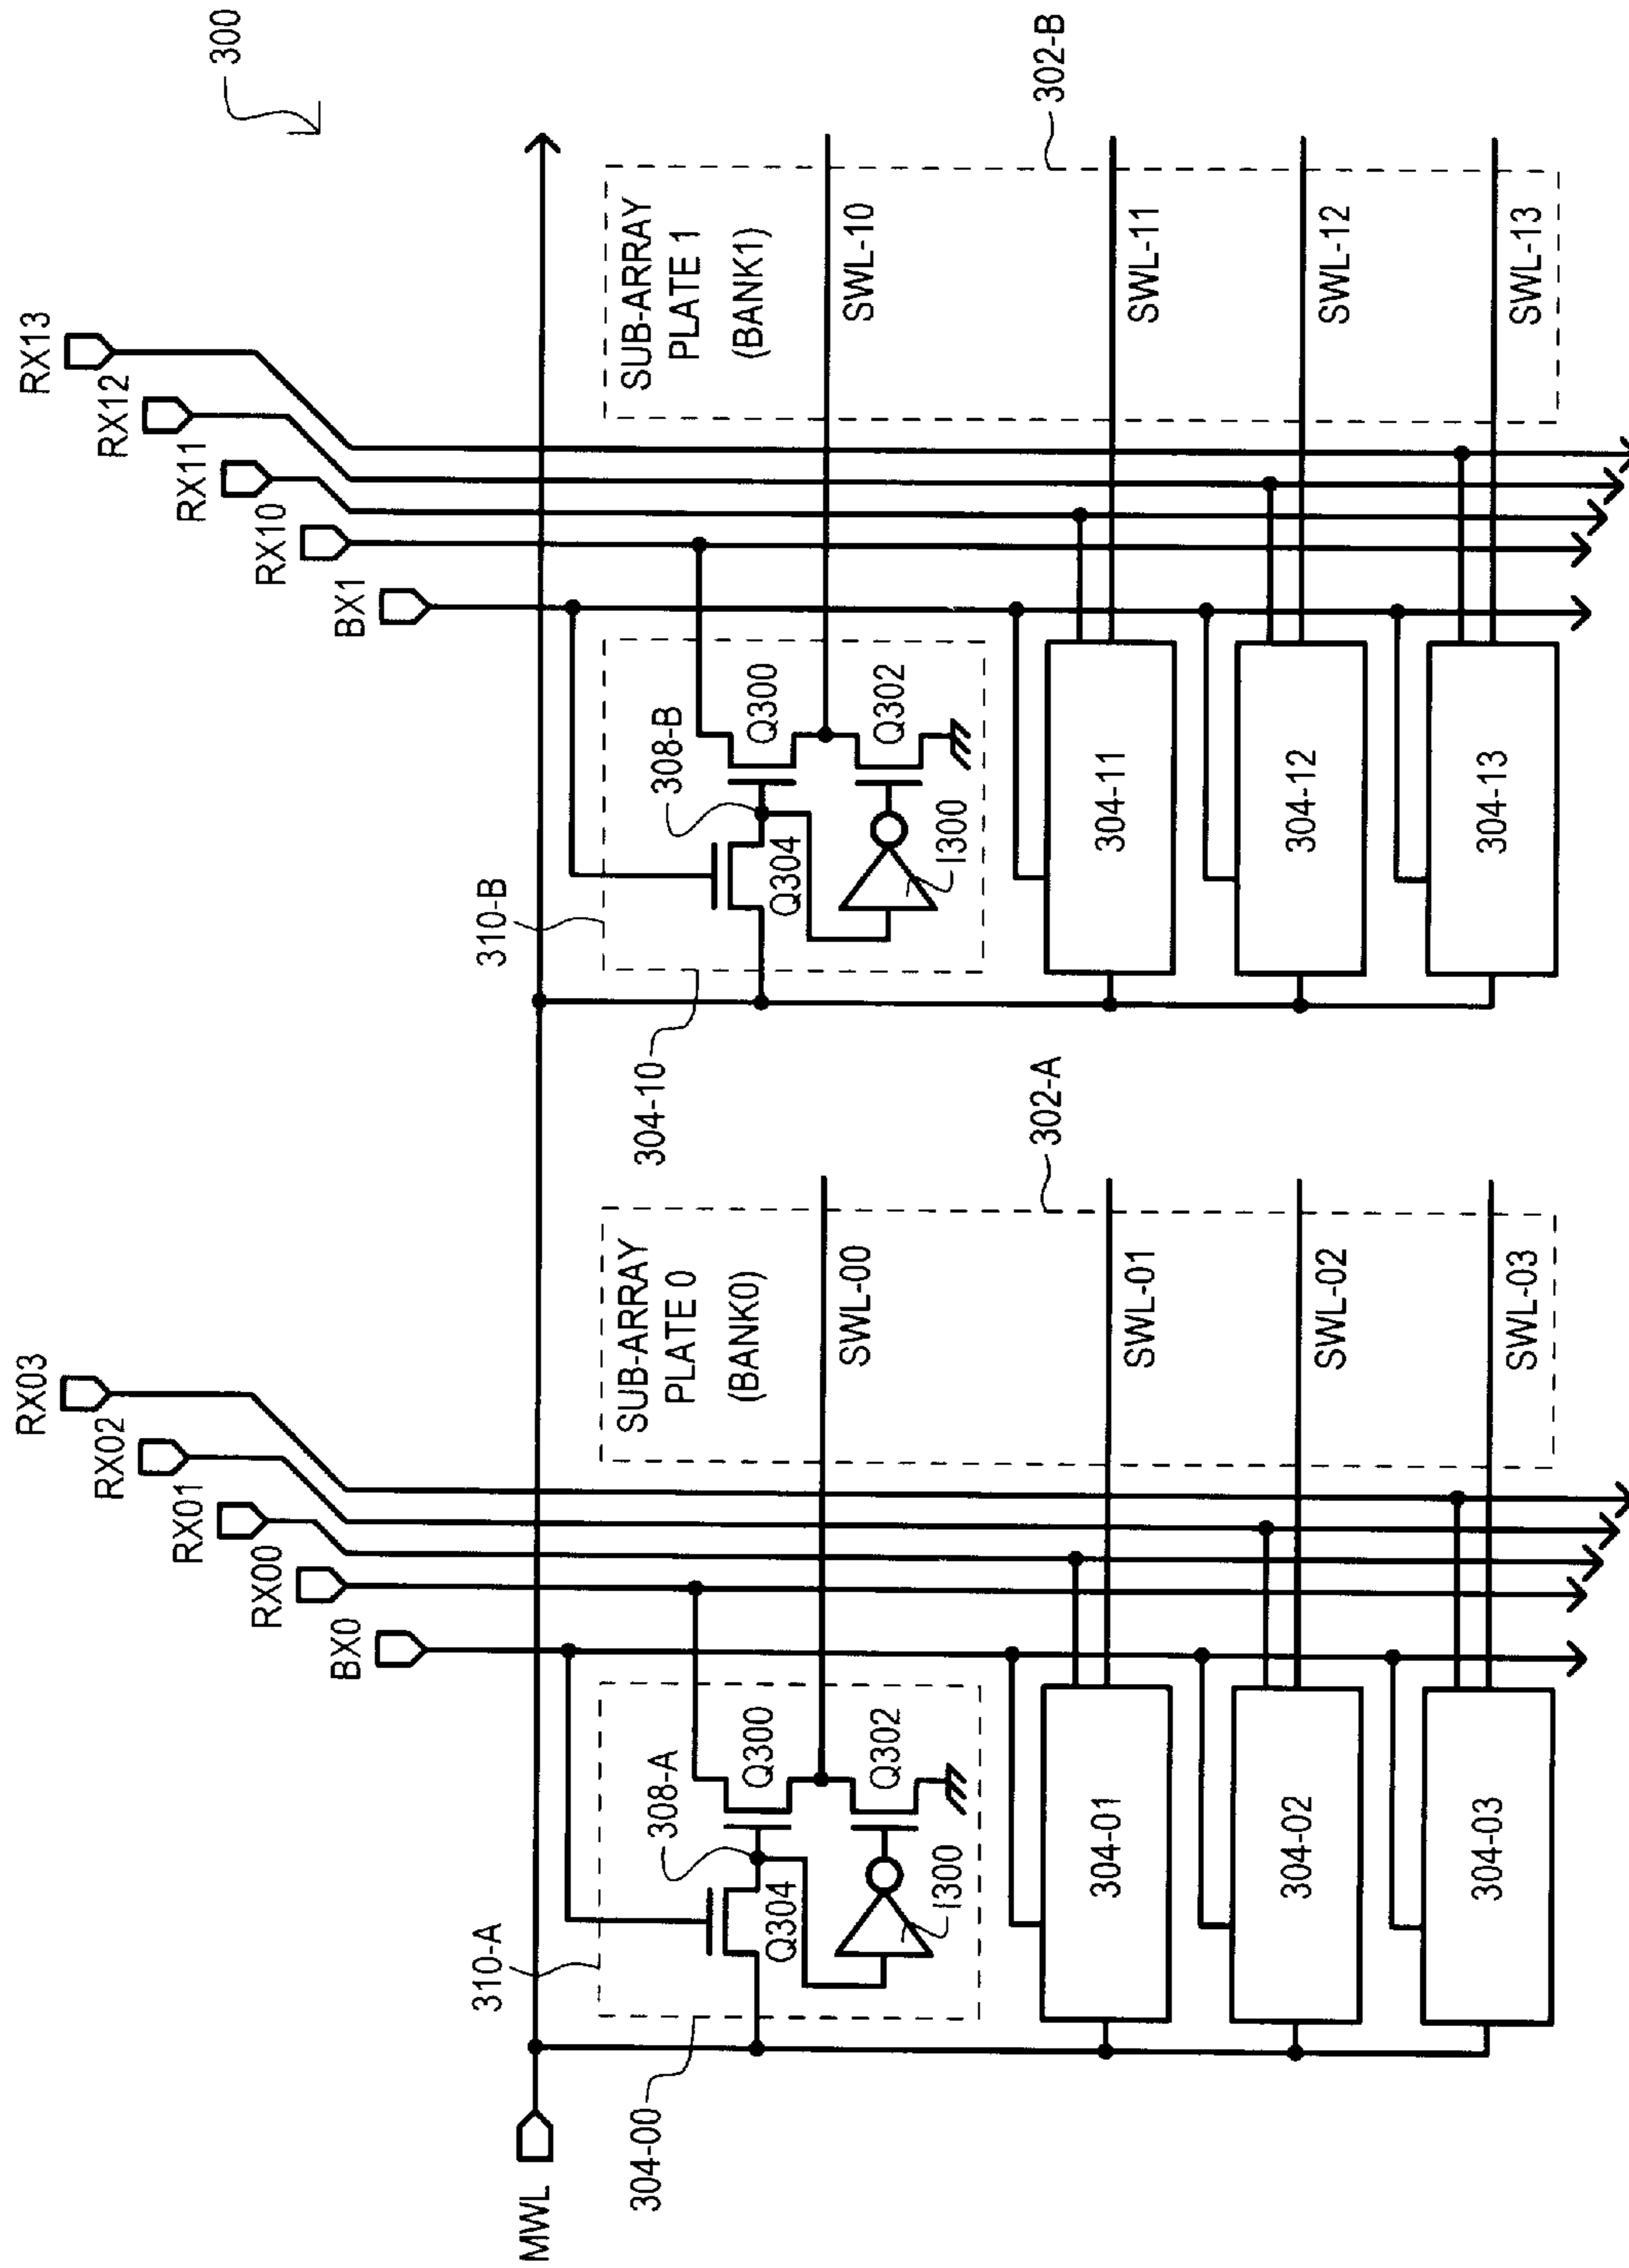 300
RX03
RX02
RX01
RX00
BX0
RX13
RX12
RX11
RX10
BX1
MWL
310-A
304-00
308-A
Q304
Q300
Q302
I300
SUB-ARRAY
PLATE 0
(BANK0)
SWL-00
302-A
304-01
SWL-01
304-02
SWL-02
304-03
SWL-03
310-B
304-10
308-B
Q304
Q300
Q302
I300
SUB-ARRAY
PLATE 1
(BANK1)
SWL-10
302-B
304-11
SWL-11
304-12
SWL-12
304-13
SWL-13